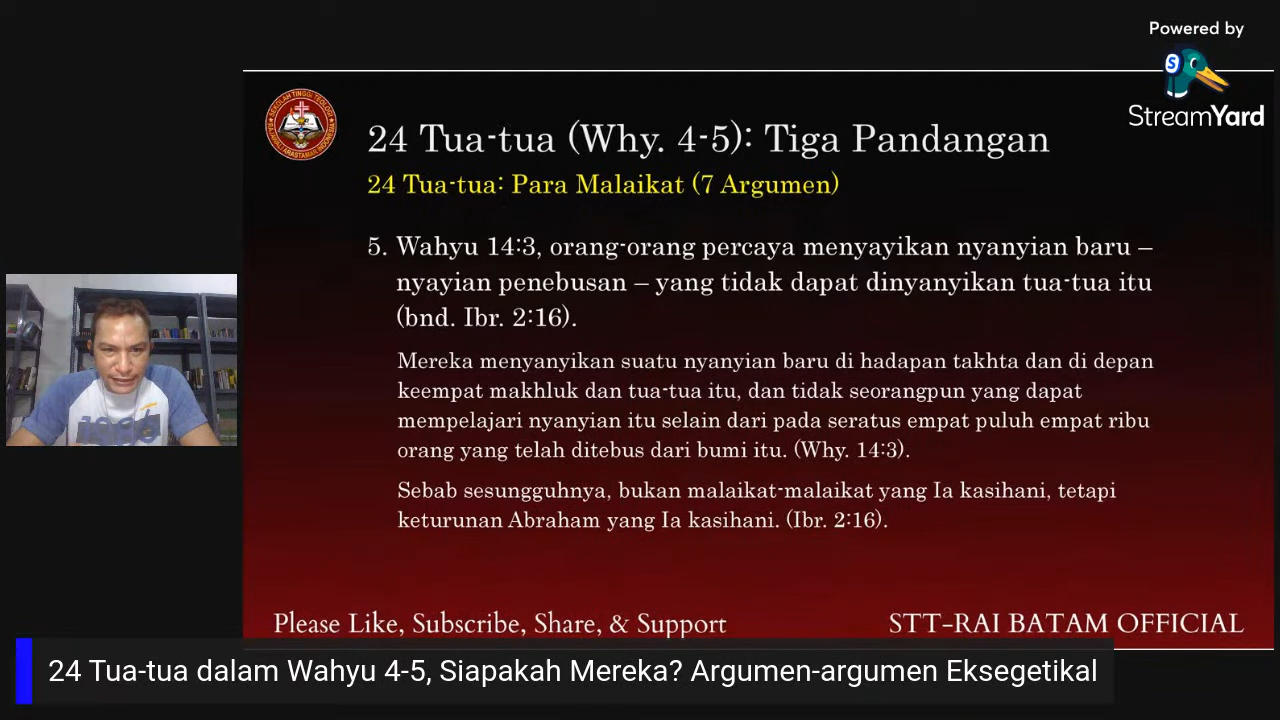 Powered by
StreamYard
24 Tua-tua (Why. 4-5): Tiga Pandangan
24 Tua-tua: Para Malaikat (7 Argumen)
5. Wahyu 14:3, orang-orang percaya menyayikan nyanyian baru –
nyayian penebusan – yang tidak dapat dinyanyikan tua-tua itu
(bnd. Ibr. 2:16).
Mereka menyanyikan suatu nyanyian baru di hadapan takhta dan di depan
keempat makhluk dan tua-tua itu, dan tidak seorangpun yang dapat
mempelajari nyanyian itu selain dari pada seratus empat puluh empat ribu
orang yang telah ditebus dari bumi itu. (Why. 14:3).
Sebab sesungguhnya, bukan malaikat-malaikat yang Ia kasihani, tetapi
keturunan Abraham yang Ia kasihani. (Ibr. 2:16).
Please Like, Subscribe, Share, & Support
STT-RAI BATAM OFFICIAL
24 Tua-tua dalam Wahyu 4-5, Siapakah Mereka? Argumen-argumen Eksegetikal